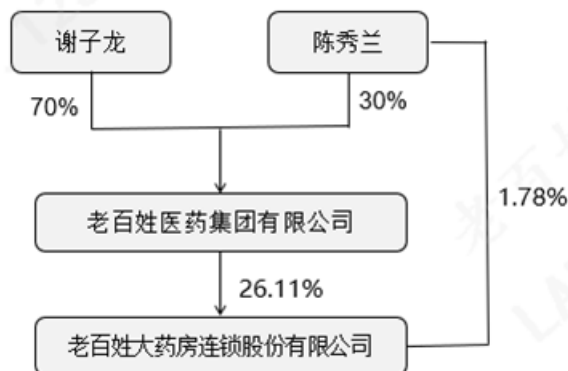 谢子龙
陈秀兰
70%
30%
老百姓医药集团有限公司
1.78%
26.11%
老百姓大药房连锁股份有限公司